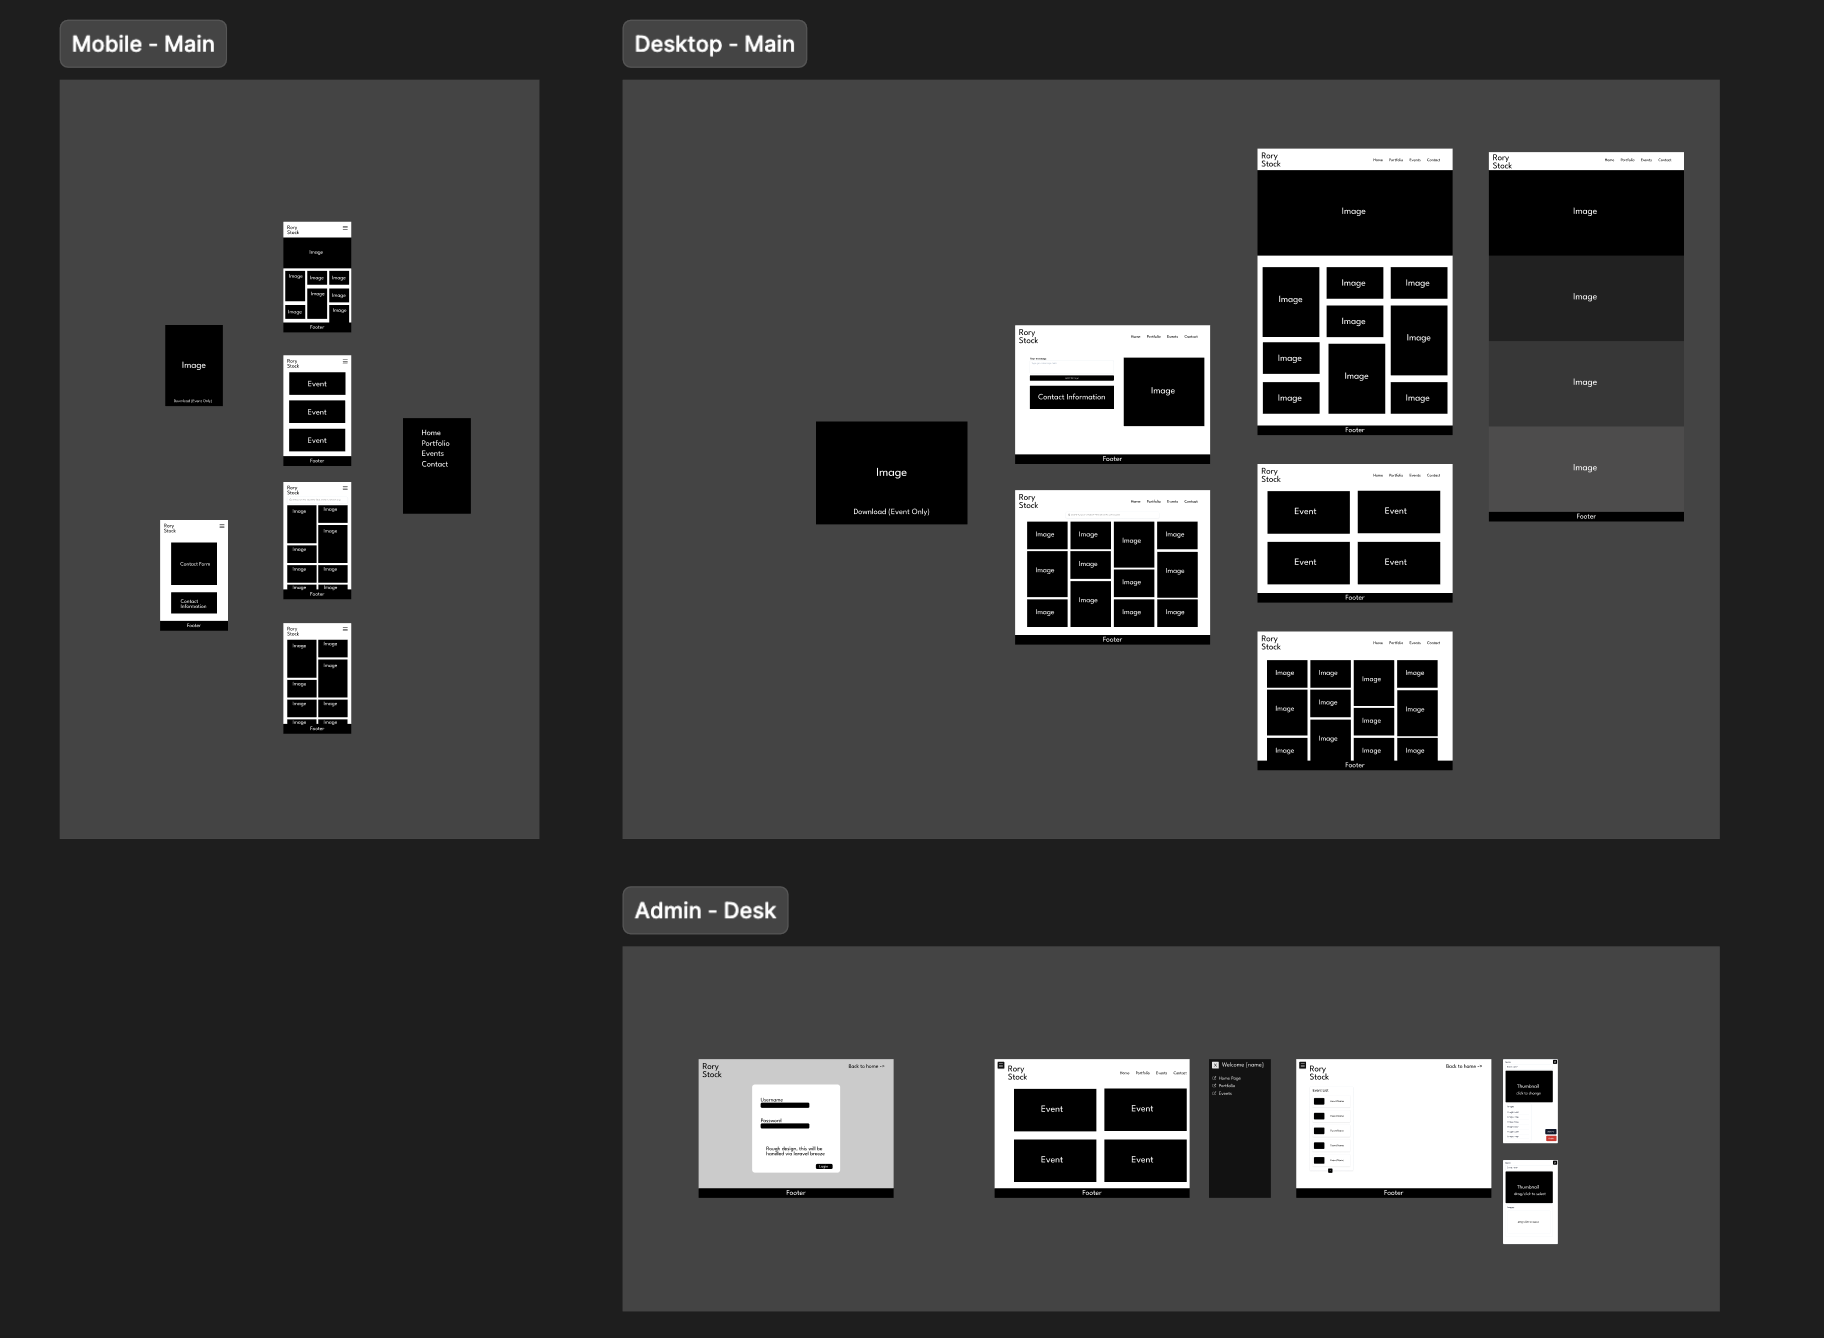 Mobile - Main
Rory
Stock
Image
Image
Image
Image
Image
Image
Image
Image
Footer
Image
Download (Event Only)
Rory
Stock
Event
Event
Event
Footer
Home
Portfolio
Events
Contact
Rory
Stock
Image
Image
Image
Image
Image
Image
Image
Image
Footer
Rory
Stock
Contact Form
Contact
Information
Footer
Rory
Stock
Image
Image
Image
Image
Image
Image
Image
Image
Footer
Desktop - Main
Image
Download (Event Only)
Rory
Stock
Home Portfolio Events Contact
Contact Information
Image
Footer
Rory
Stock
Home Portfolio Events Contact
Image Image Image Image
Image Image Image Image
Image Image Image Image
Footer
Rory
Stock
Home Portfolio Events Contact
Image
Image Image Image
Image Image
Image Image
Image Image
Footer
Rory
Stock
Home Portfolio Events Contact
Event Event
Event Event
Footer
Rory
Stock
Home Portfolio Events Contact
Image Image Image Image
Image Image Image Image
Image Image Image Image
Footer
Rory
Stock
Home Portfolio Events Contact
Image
Image
Image
Image
Footer
Admin - Desk
Rory
Stock
Back to home ->
Username
Password
Rough design, this will be
handled via laravel breeze
Login
Footer
Rory
Stock
Home Portfolio Events Contact
Event Event
Event Event
Footer
X Welcome [name]
Home Page
Portfolio
Events
Rory
Stock
Back to home ->
Event List
Footer
Thumbnail
click to change
Thumbnail
drag/click to select